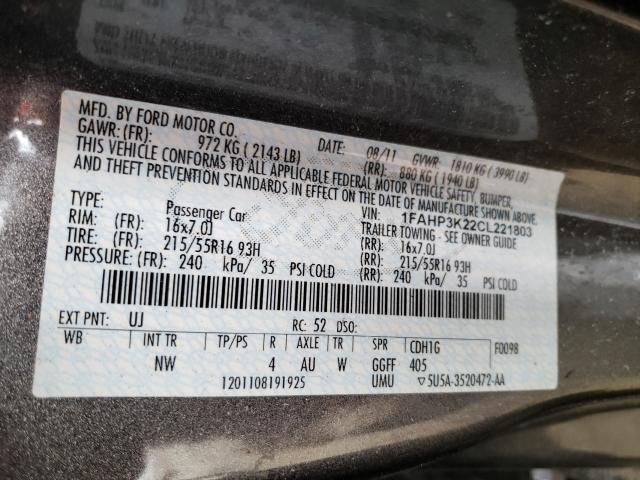 MFD. BY FORD MOTOR CO.
DATE: 08/11 GVWR: 1810 KG ( 3990 LB)
GAWR: (FR): 972 KG ( 2143 LB) (RR): 880 KG ( 1940 LB)
THIS VEHICLE CONFORMS TO ALL APPLICABLE FEDERAL MOTOR VEHICLE SAFETY, BUMPER,
AND THEFT PREVENTION STANDARDS IN EFFECT ON THE DATE OF MANUFACTURE SHOWN ABOVE.
VIN: 1FAHP3K22CL221803
TYPE: Passenger Car TRAILER TOWING - SEE OWNER GUIDE
RIM: (FR): 16x7.0J (RR): 16x7.0J
TIRE: (FR): 215/55R16 93H (RR): 215/55R16 93H
PRESSURE: (FR): 240 kPa/ 35 PSI COLD (RR): 240 kPa/ 35 PSI COLD
EXT PNT: UJ RC: 52 DSO: F0098
WB INT TR TP/PS R AXLE TR SPR CDH1G
NW 4 AU W GGFF 405
1201108191925 UMU ▽5U5A-3520472-AA